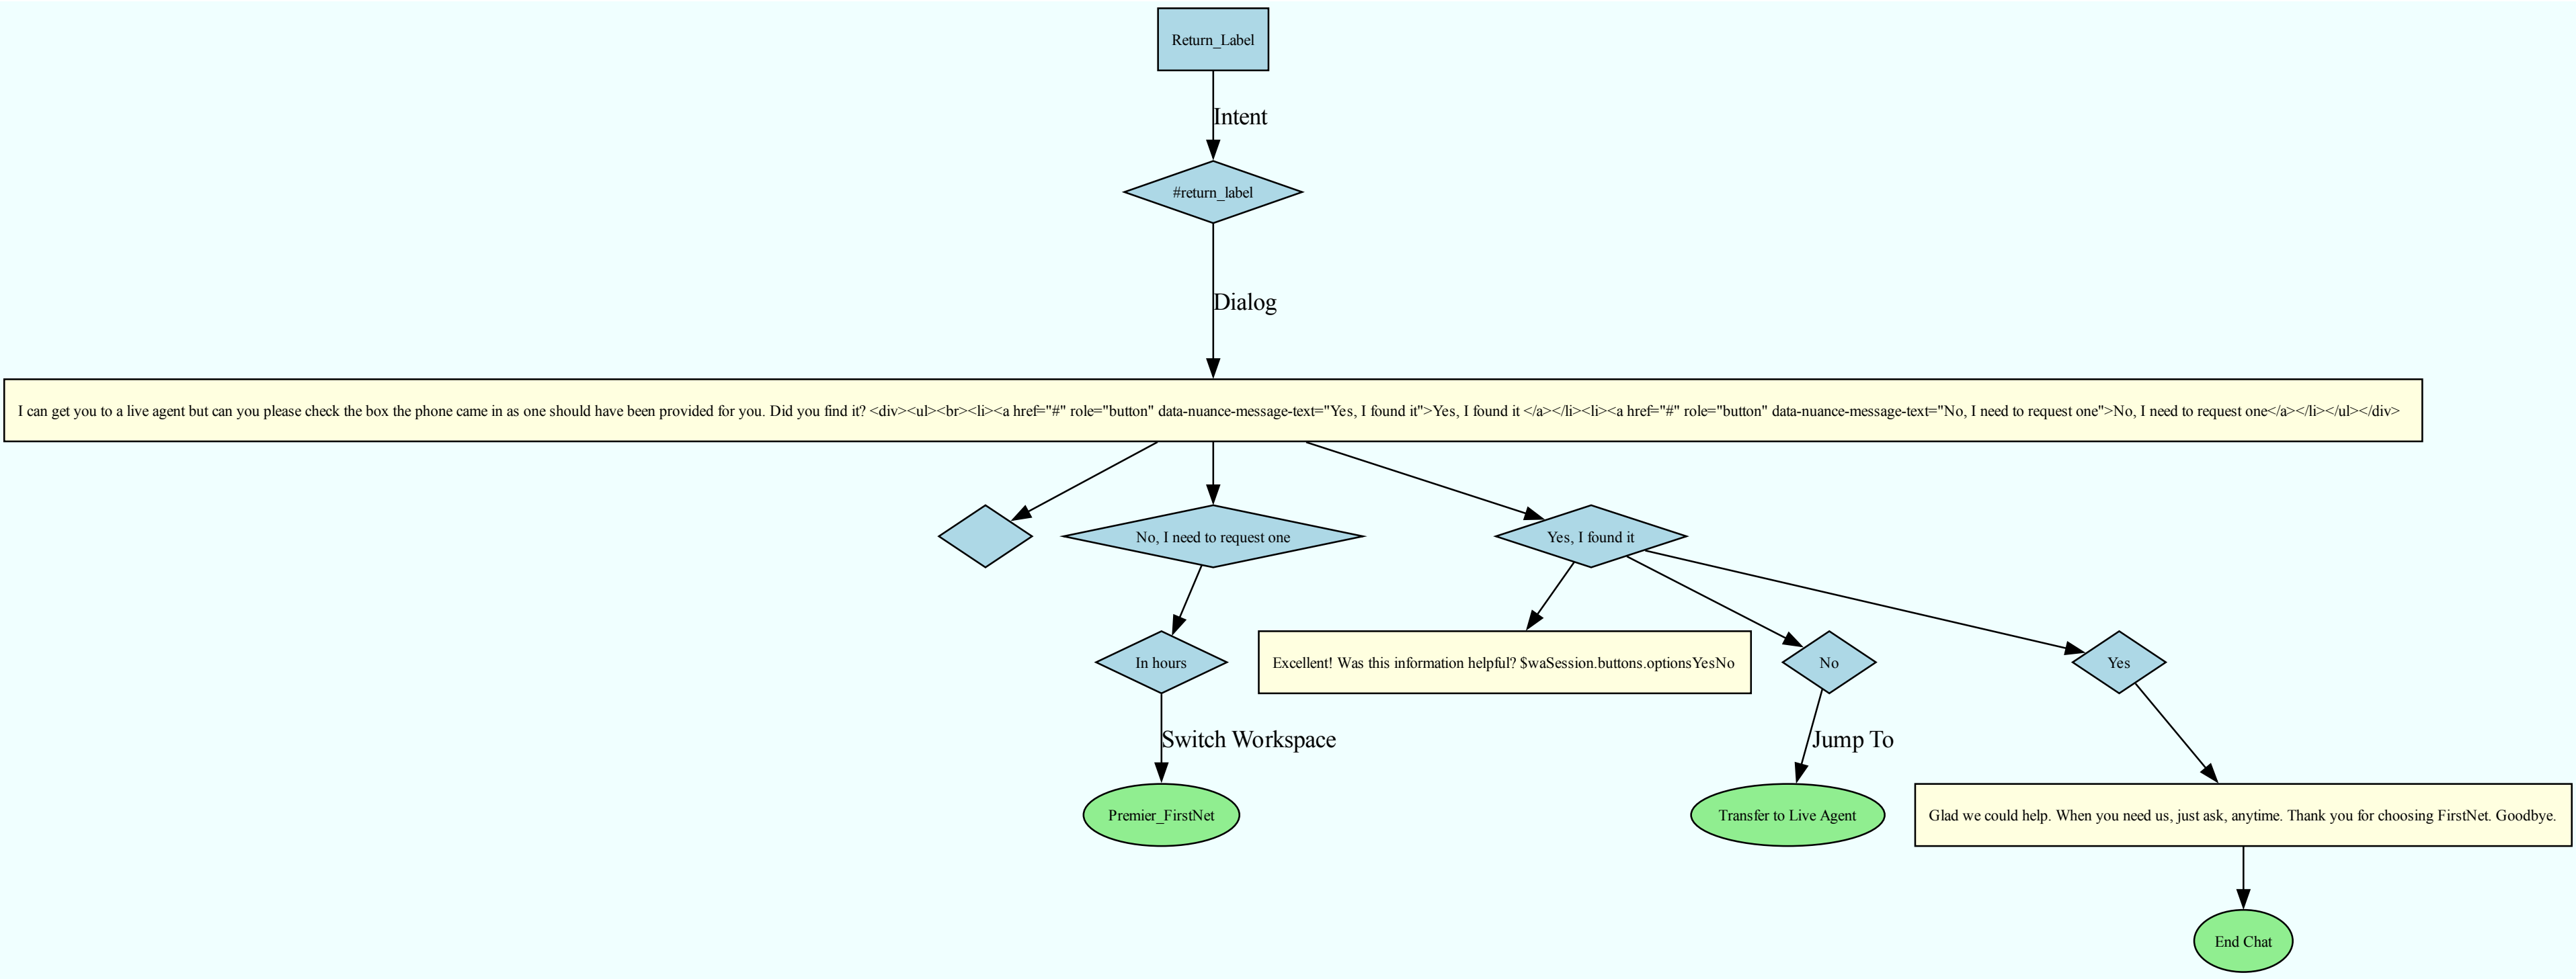 Return_Label
Intent
#return_label
Dialog
I can get you to a live agent but can you please check the box the phone came in as one should have been provided for you. Did you find it? <div><ul><br><li><a href="#" role="button" data-nuance-message-text="Yes, I found it">Yes, I found it </a></li><li><a href="#" role="button" data-nuance-message-text="No, I need to request one">No, I need to request one</a></li></ul></div>
No, I need to request one
Yes, I found it
In hours
Excellent! Was this information helpful? $waSession.buttons.optionsYesNo
No
Yes
Switch Workspace
Jump To
Premier_FirstNet
Transfer to Live Agent
Glad we could help. When you need us, just ask, anytime. Thank you for choosing FirstNet. Goodbye.
End Chat